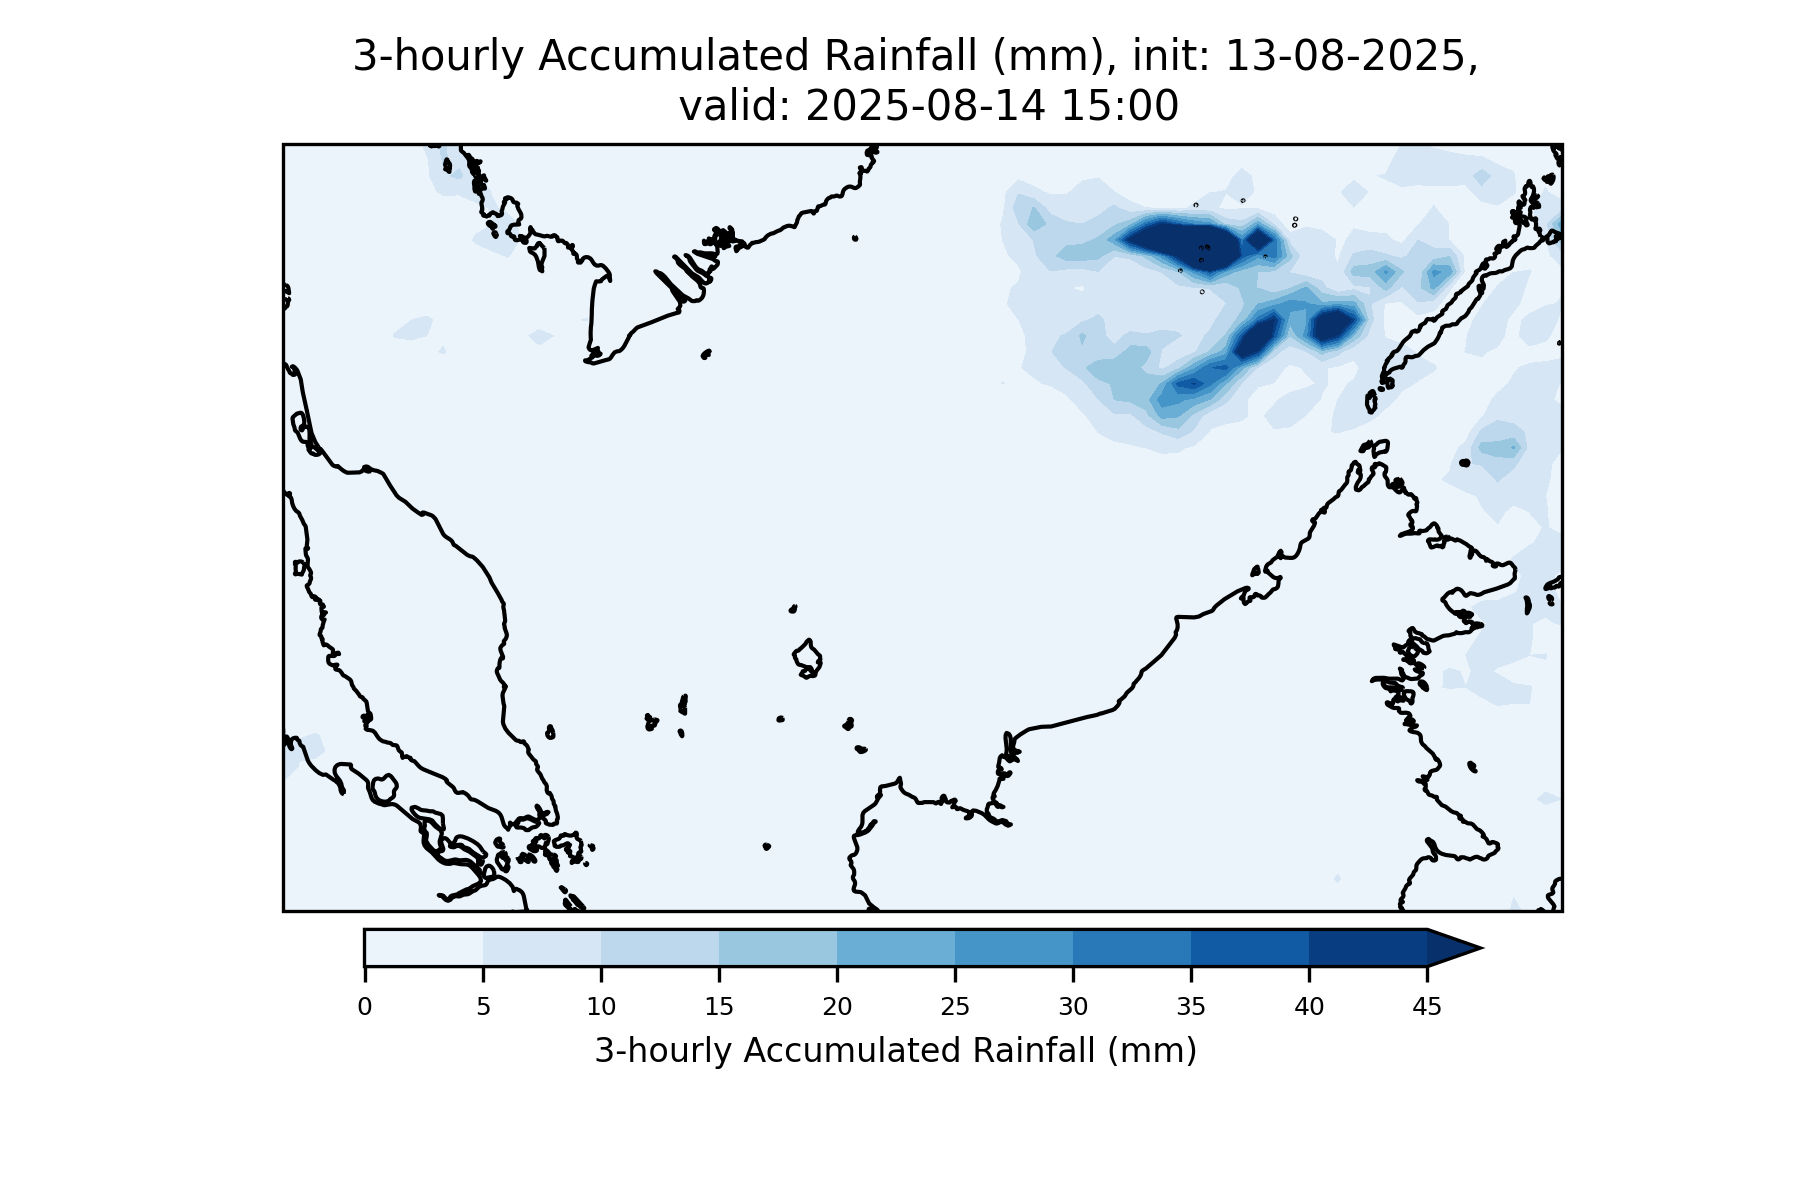 3-hourly Accumulated Rainfall (mm), init: 13-08-2025,
valid: 2025-08-14 15:00
0 5 10 15 20 25 30 35 40 45
3-hourly Accumulated Rainfall (mm)